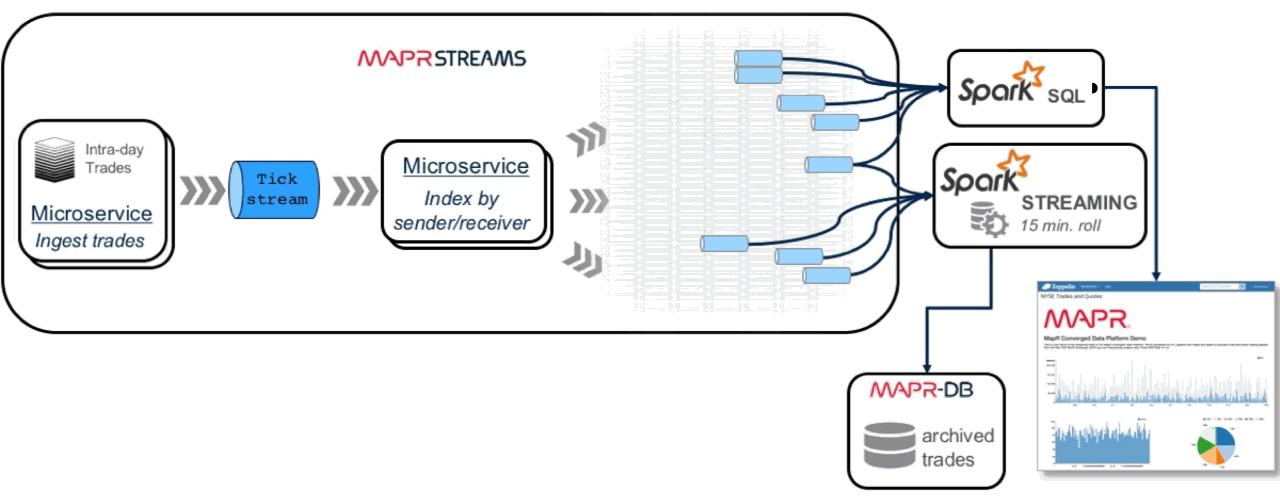 MAPR STREAMS
Intra-day
Trades
Microservice
Ingest trades
Tick
stream
Microservice
Index by
sender/receiver
Spark SQL
Spark
STREAMING
15 min. roll
MAPR-DB
archived
trades
Zeppelin
NYSE Trades and Quotes
MAPR
MapR Converged Data Platform Demo